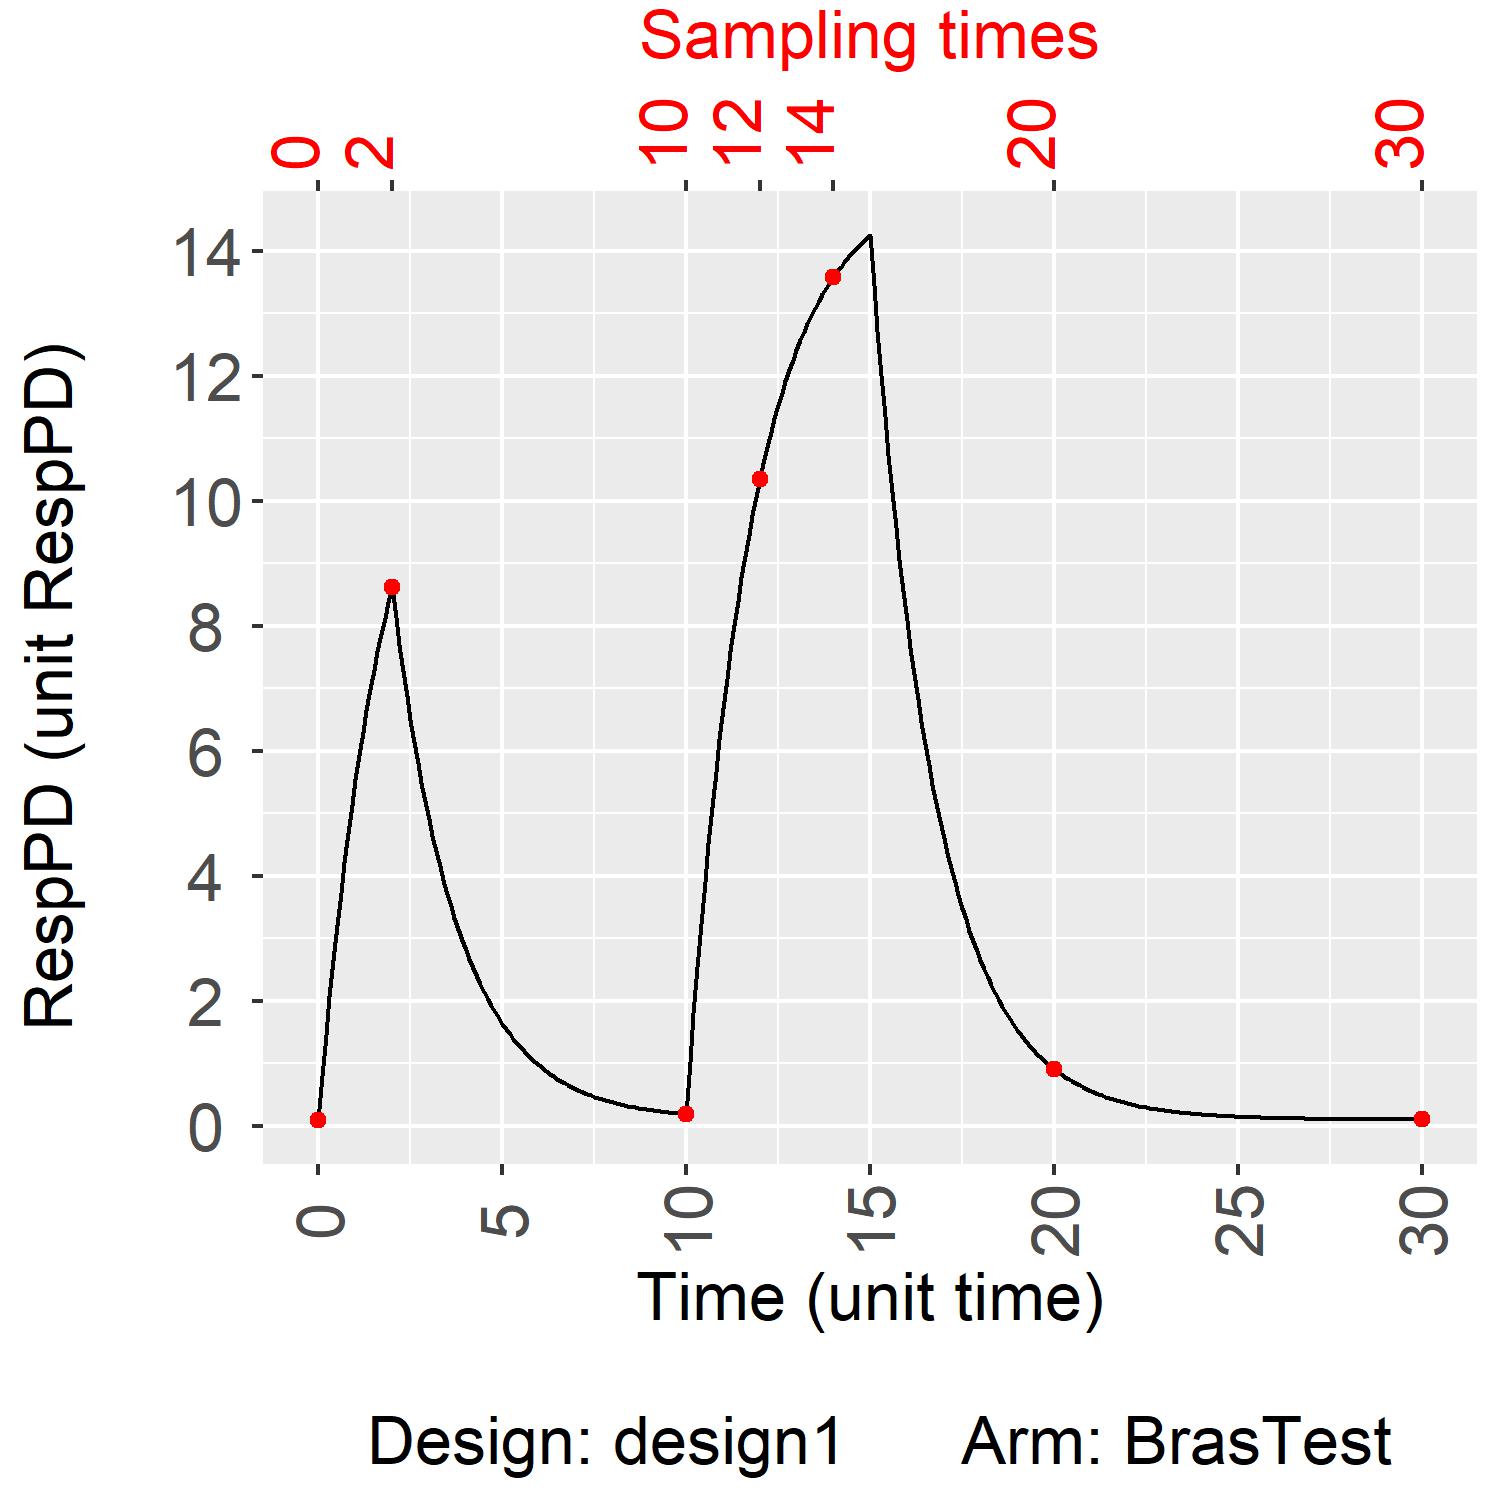 Sampling times
0 2 10 12 14 20 30
RespPD (unit RespPD)
14
12
10
8
6
4
2
0
0 5 10 15 20 25 30
Time (unit time)
Design: design1 Arm: BrasTest